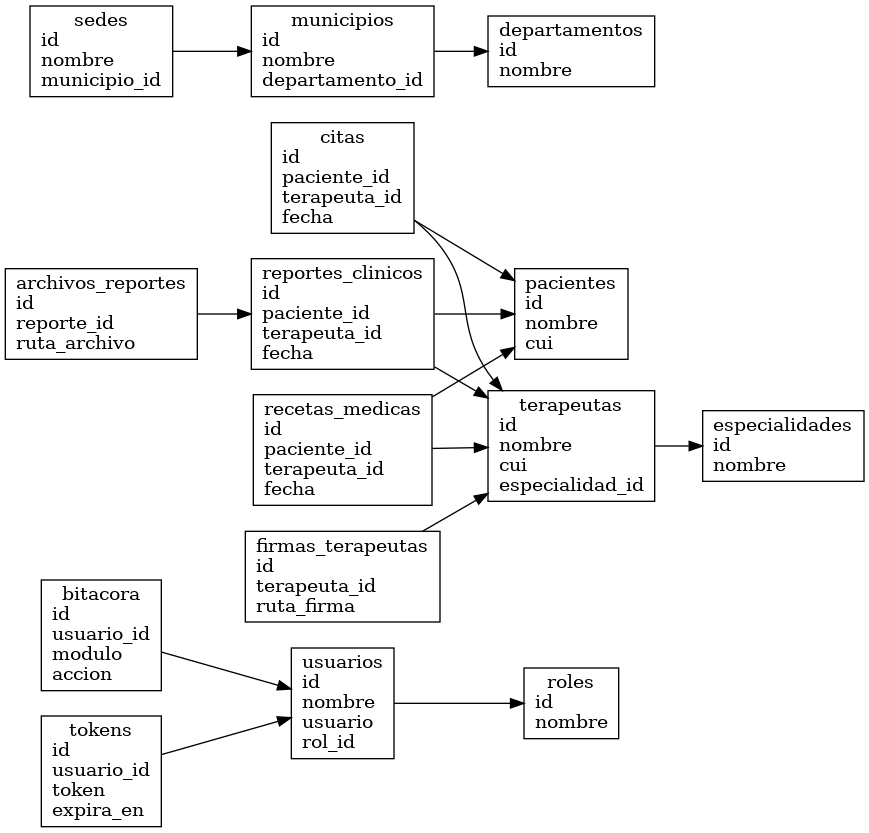 sedes
id
nombre
municipio_id
municipios
id
nombre
departamento_id
departamentos
id
nombre
citas
id
paciente_id
terapeuta_id
fecha
archivos_reportes
id
reporte_id
ruta_archivo
reportes_clinicos
id
paciente_id
terapeuta_id
fecha
pacientes
id
nombre
cui
recetas_medicas
id
paciente_id
terapeuta_id
fecha
terapeutas
id
nombre
cui
especialidad_id
especialidades
id
nombre
firmas_terapeutas
id
terapeuta_id
ruta_firma
bitacora
id
usuario_id
modulo
accion
usuarios
id
nombre
usuario
rol_id
roles
id
nombre
tokens
id
usuario_id
token
expira_en